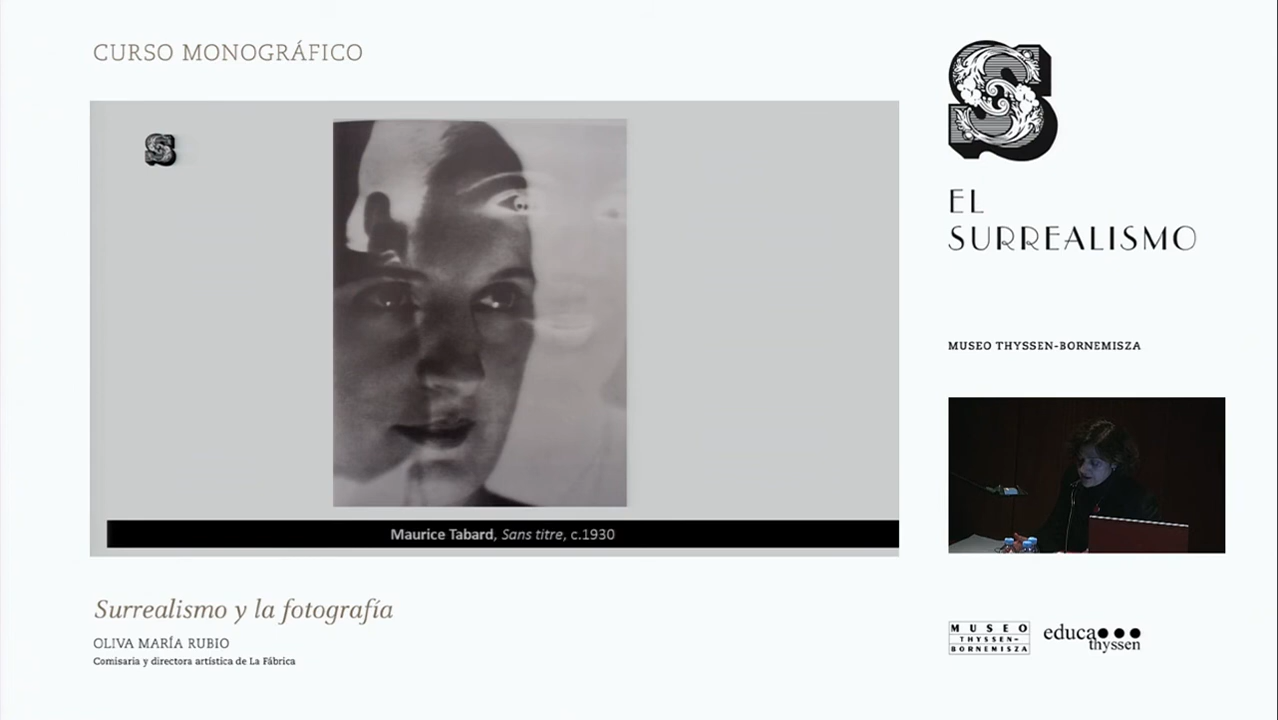 CURSO MONOGRÁFICO
S
S
EL
SURREALISMO
MUSEO THYSSEN-BORNEMISZA
Maurice Tabard, Sans titre, c.1930
Surrealismo y la fotografía
OLIVA MARÍA RUBIO
Comisaria y directora artística de La Fábrica
MUSEO
THYSSEN-
BORNEMISZA
educa
thyssen